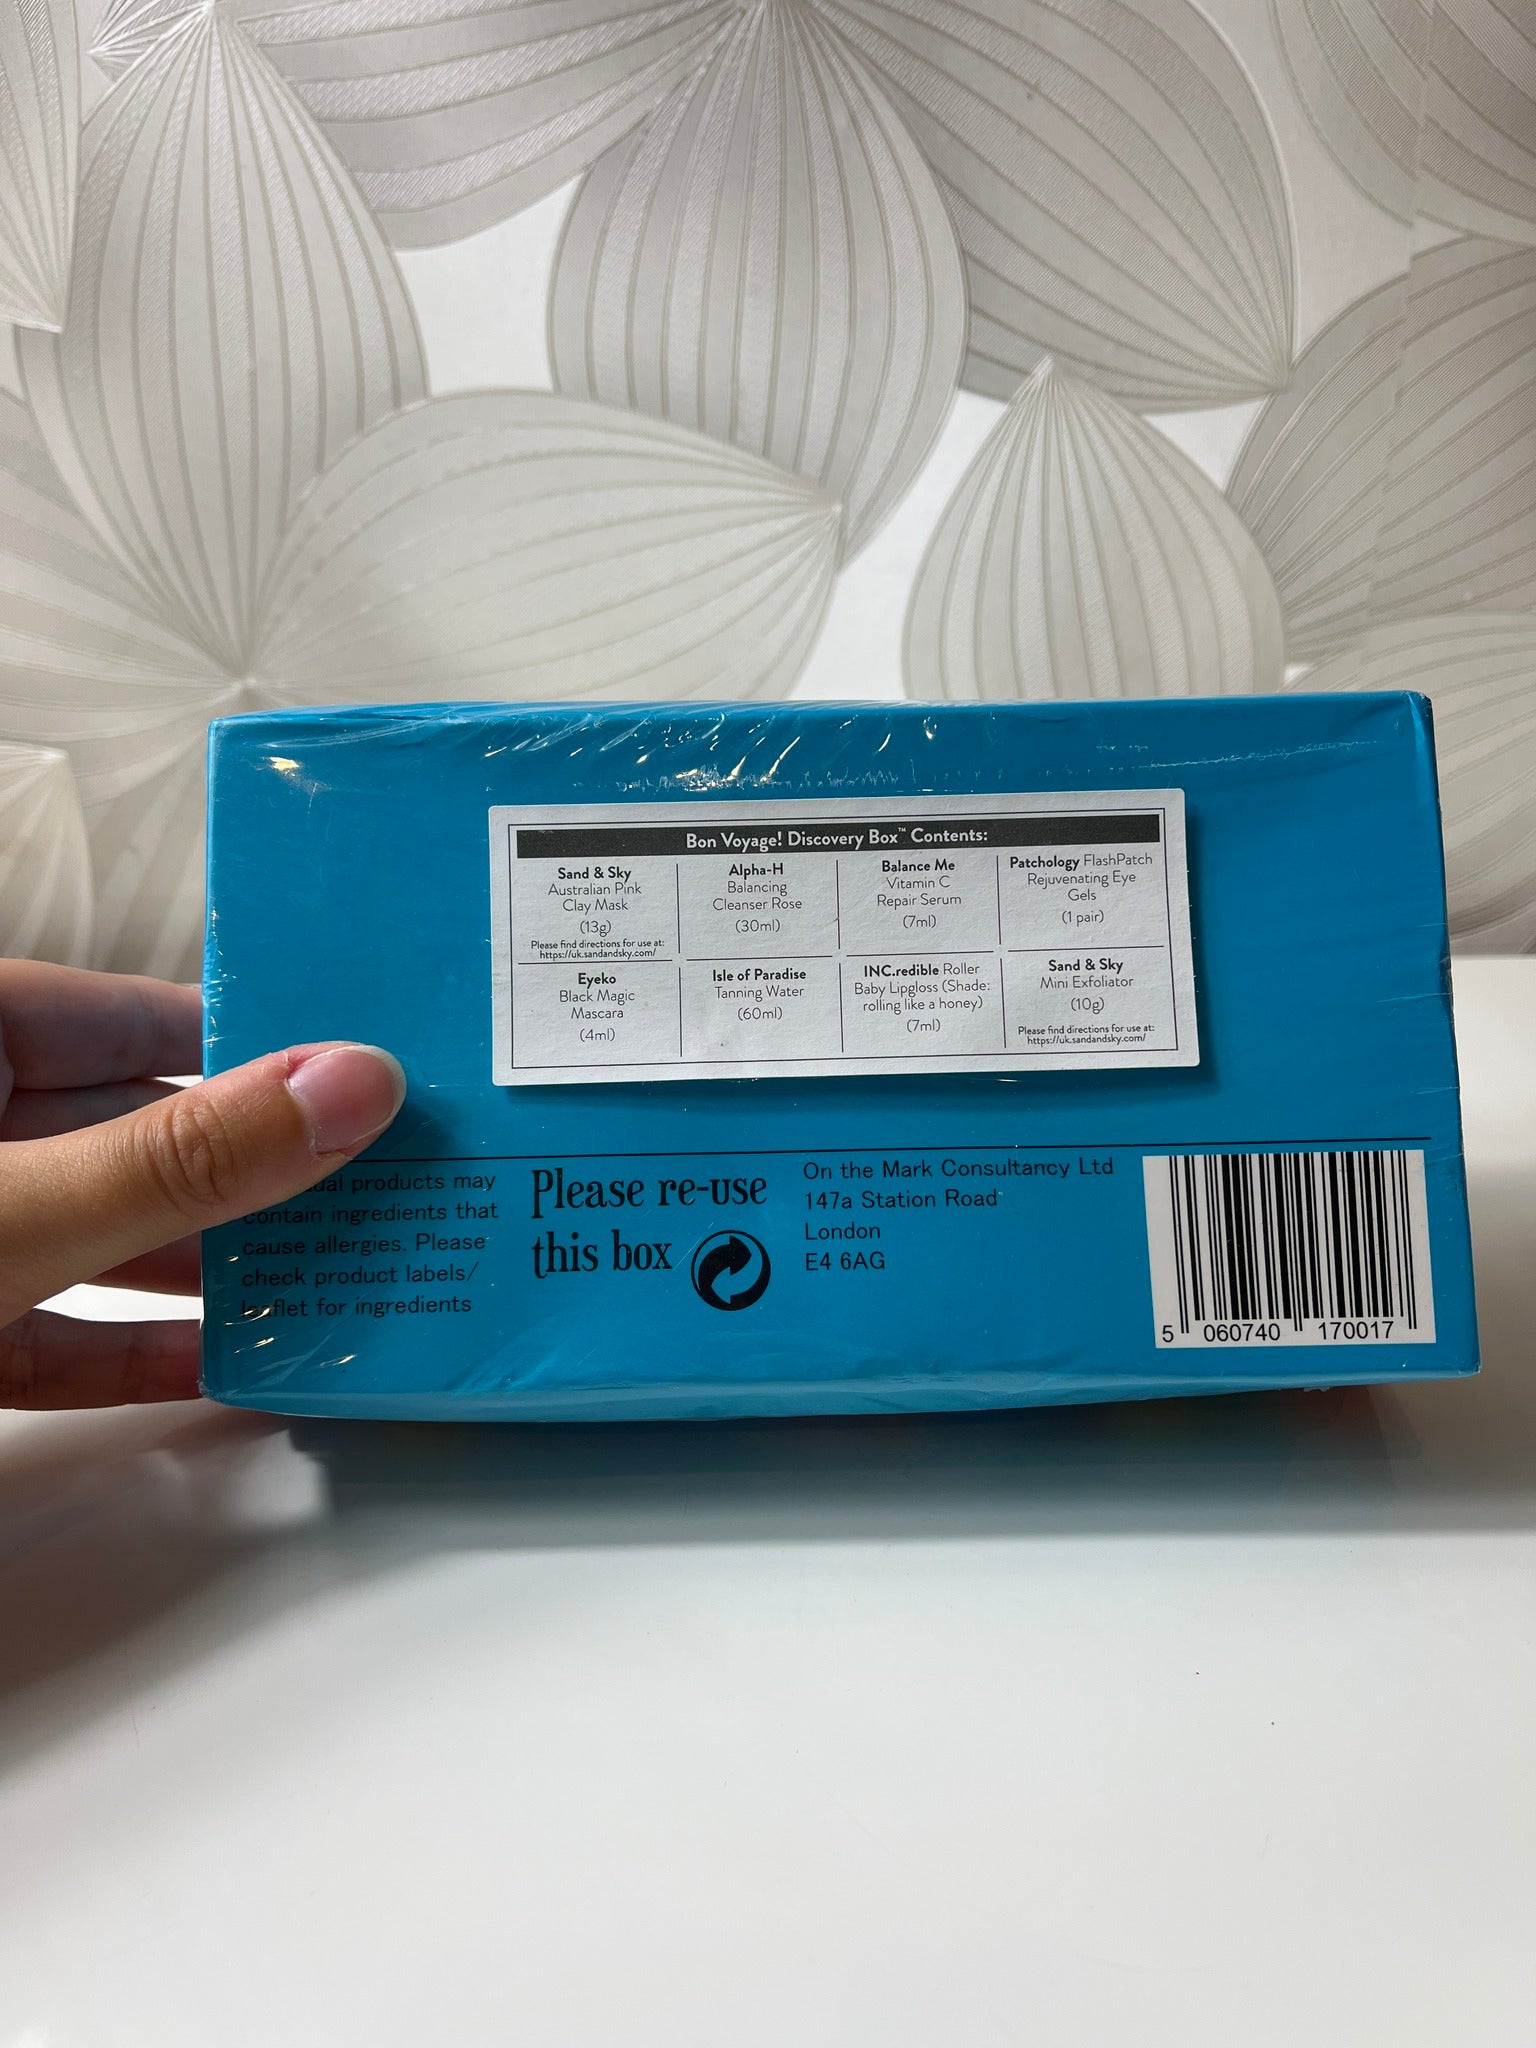 Bon Voyage! Discovery Box™ Contents:
Sand & Sky
Australian Pink
Clay Mask
(13g)
Please find directions for use at:
https://uk.sandandsky.com/
Alpha-H
Balancing
Cleanser Rose
(30ml)
Balance Me
Vitamin C
Repair Serum
(7ml)
Patchology FlashPatch
Rejuvenating Eye
Gels
(1 pair)
Eyeko
Black Magic
Mascara
(4ml)
Isle of Paradise
Tanning Water
(60ml)
INC.redible Roller
Baby Lipgloss (Shade:
rolling like a honey)
(7ml)
Sand & Sky
Mini Exfoliator
(10g)
Please find directions for use at:
https://uk.sandandsky.com/
products may
contain ingredients that
cause allergies. Please
check product labels/
leaflet for ingredients
Please re-use
this box
On the Mark Consultancy Ltd
147a Station Road
London
E4 6AG
5 060740 170017